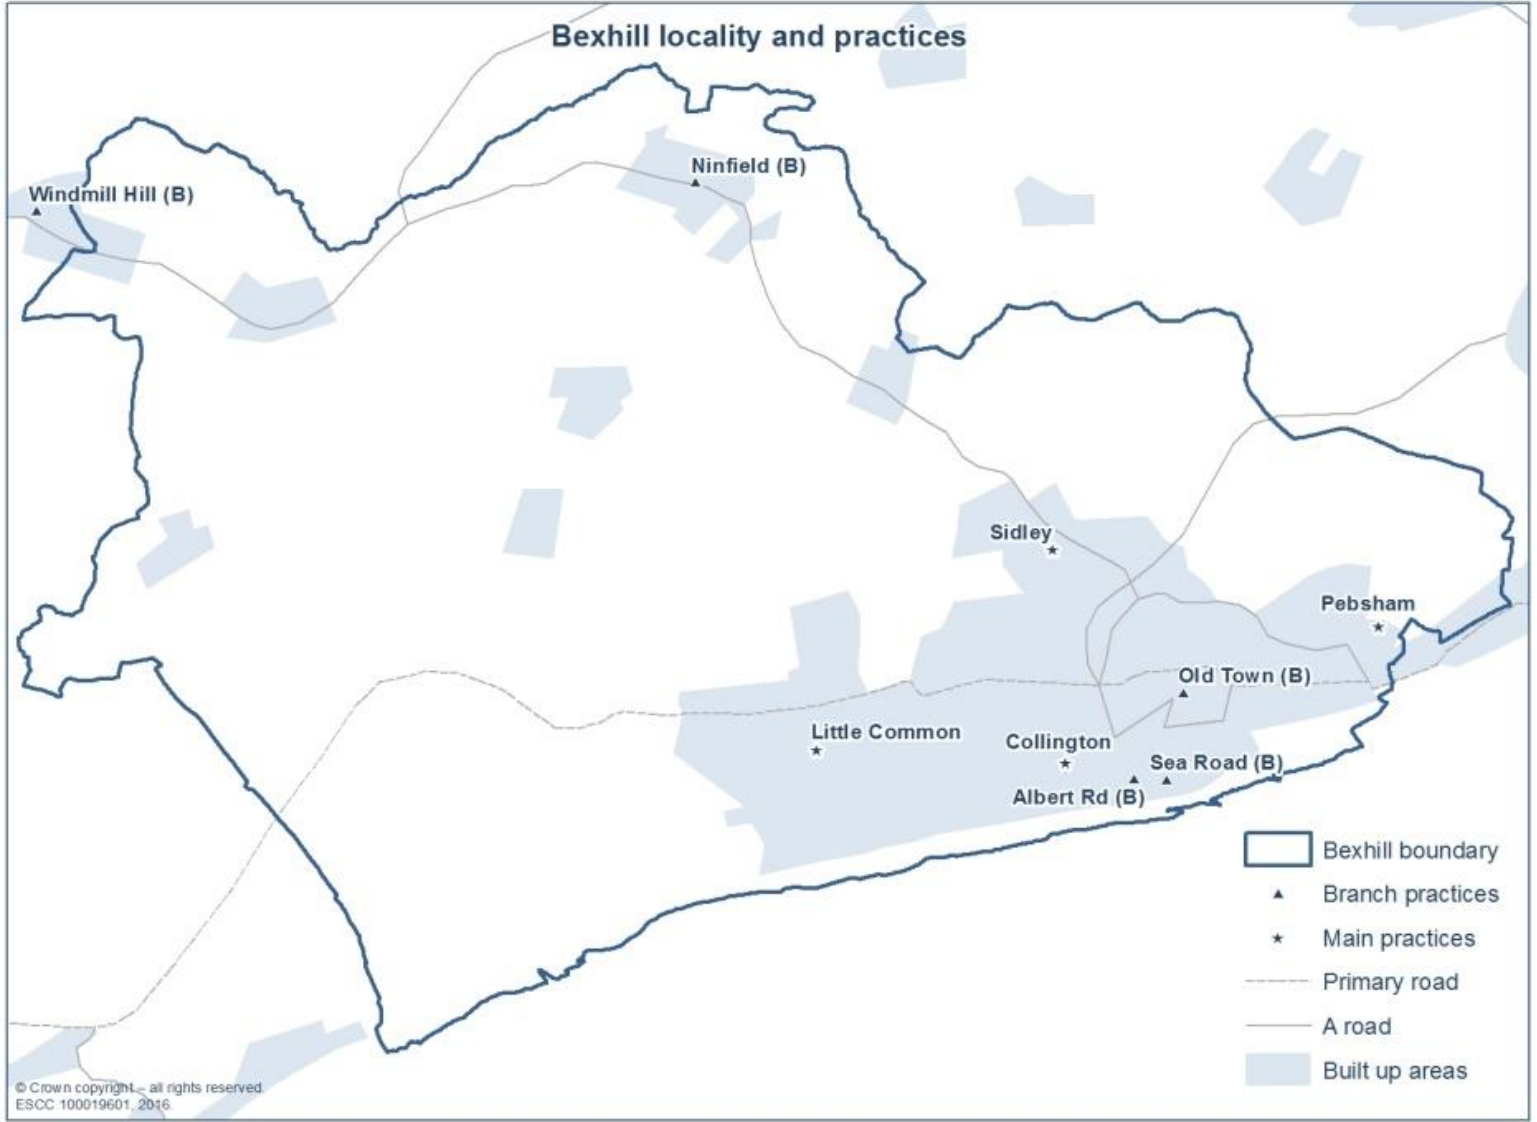 Bexhill locality and practices
Ninfield (B)
Windmill Hill (B)
Sidley
Pebsham
Old Town (B)
Little Common
Collington
Sea Road (B)
Albert Rd (B)
Bexhill boundary
Branch practices
Main practices
Primary road
A road
Built up areas
© Crown copyright – all rights reserved.
ESCC 100019601, 2016.